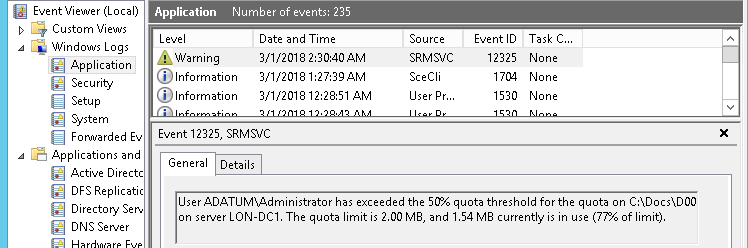 Event Viewer (Local)
Custom Views
Windows Logs
Application
Security
Setup
System
Forwarded Ev
Applications and
Active Director
DFS Replicatio
Directory Serv
DNS Server
Hardware Eve
Application Number of events: 235
Level Date and Time Source Event ID Task C...
Warning 3/1/2018 2:30:40 AM SRMSVC 12325 None
Information 3/1/2018 1:27:39 AM SceCli 1704 None
Information 3/1/2018 12:28:51 AM User Pr... 1530 None
Information 3/1/2018 12:28:43 AM User Pr... 1530 None
Event 12325, SRMSVC
General Details
User ADATUM\Administrator has exceeded the 50% quota threshold for the quota on C:\Docs\D00
on server LON-DC1. The quota limit is 2.00 MB, and 1.54 MB currently is in use (77% of limit).